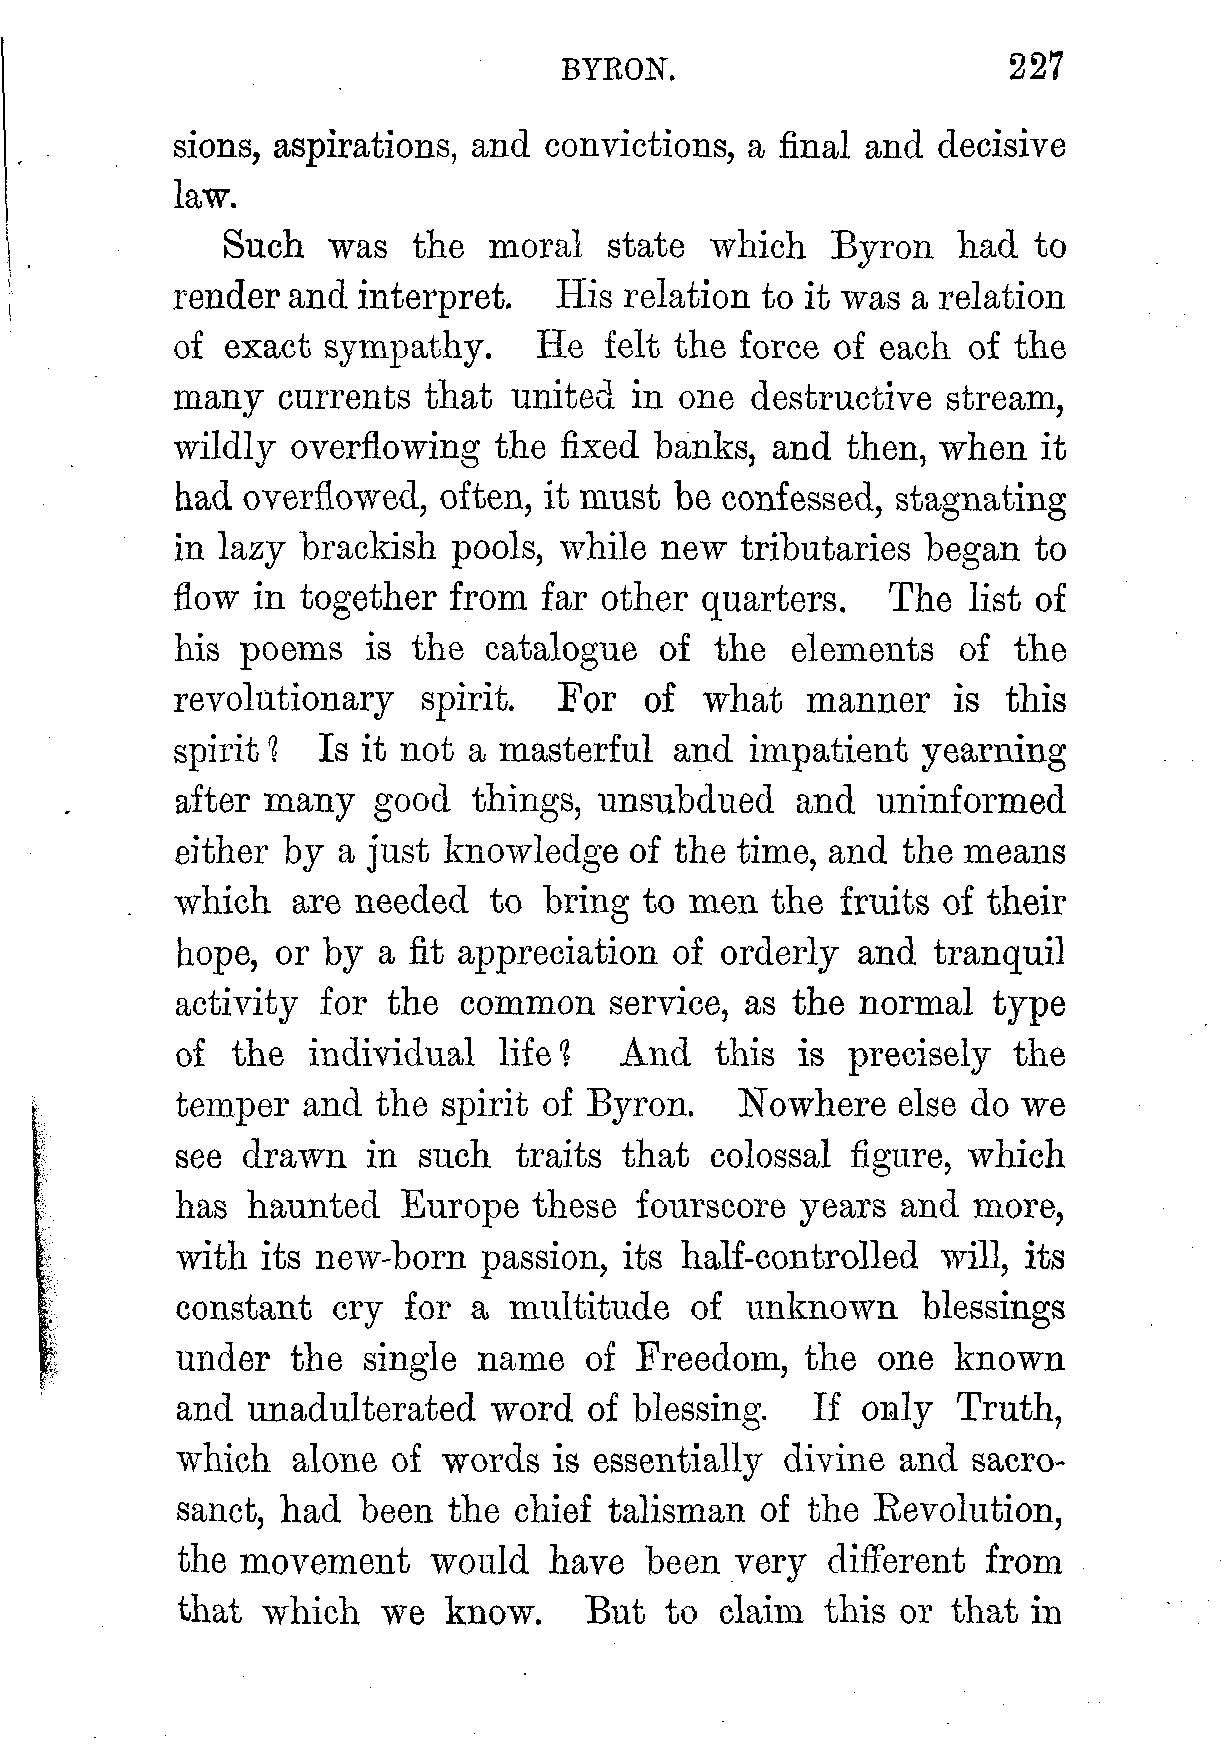 BYRON. 227
sions, aspirations, and convictions, a final and decisive
law.
Such was the moral state which Byron had to
render and interpret. His relation to it was a relation
of exact sympathy. He felt the force of each of the
many currents that united in one destructive stream,
wildly overflowing the fixed banks, and then, when it
had overflowed, often, it must be confessed, stagnating
in lazy brackish pools, while new tributaries began to
flow in together from far other quarters. The list of
his poems is the catalogue of the elements of the
revolutionary spirit. For of what manner is this
spirit? Is it not a masterful and impatient yearning
after many good things, unsubdued and uninformed
either by a just knowledge of the time, and the means
which are needed to bring to men the fruits of their
hope, or by a fit appreciation of orderly and tranquil
activity for the common service, as the normal type
of the individual life? And this is precisely the
temper and the spirit of Byron. Nowhere else do we
see drawn in such traits that colossal figure, which
has haunted Europe these fourscore years and more,
with its new-born passion, its half-controlled will, its
constant cry for a multitude of unknown blessings
under the single name of Freedom, the one known
and unadulterated word of blessing. If only Truth,
which alone of words is essentially divine and sacro-
sanct, had been the chief talisman of the Revolution,
the movement would have been very different from
that which we know. But to claim this or that in